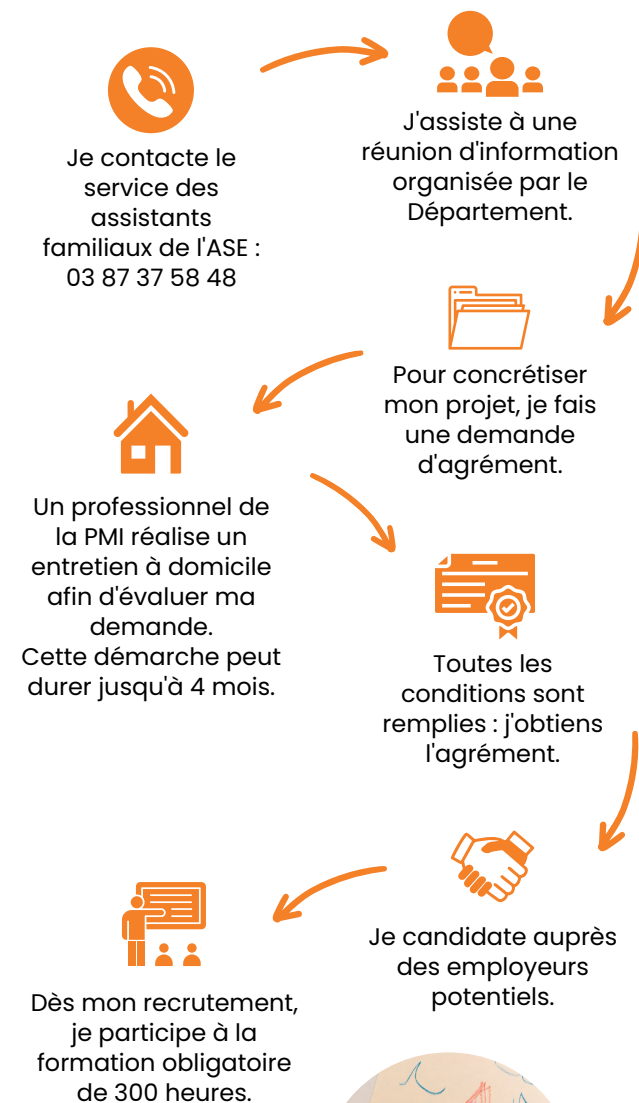 Je contacte le
service des
assistants
familiaux de l'ASE :
03 87 37 58 48
J'assiste à une
réunion d'information
organisée par le
Département.
Pour concrétiser
mon projet, je fais
une demande
d'agrément.
Un professionnel de
la PMI réalise un
entretien à domicile
afin d'évaluer ma
demande.
Cette démarche peut
durer jusqu'à 4 mois.
Toutes les
conditions sont
remplies : j'obtiens
l'agrément.
Je candidate auprès
des employeurs
potentiels.
Dès mon recrutement,
je participe à la
formation obligatoire
de 300 heures.